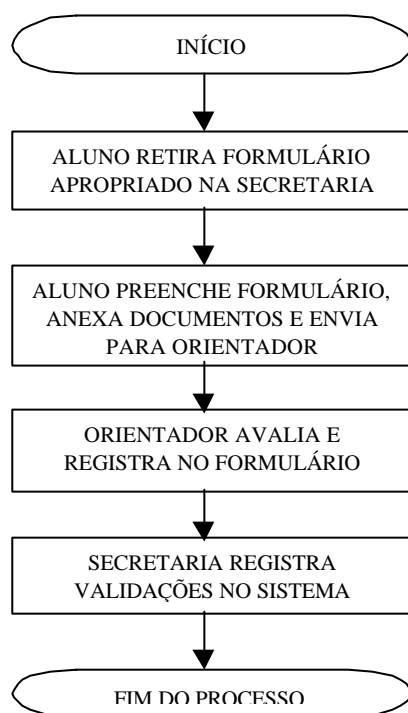 INÍCIO
ALUNO RETIRA FORMULÁRIO
APROPRIADO NA SECRETARIA
ALUNO PREENCHE FORMULÁRIO,
ANEXA DOCUMENTOS E ENVIA
PARA ORIENTADOR
ORIENTADOR AVALIA E
REGISTRA NO FORMULÁRIO
SECRETARIA REGISTRA
VALIDAÇÕES NO SISTEMA
FIM DO PROCESSO